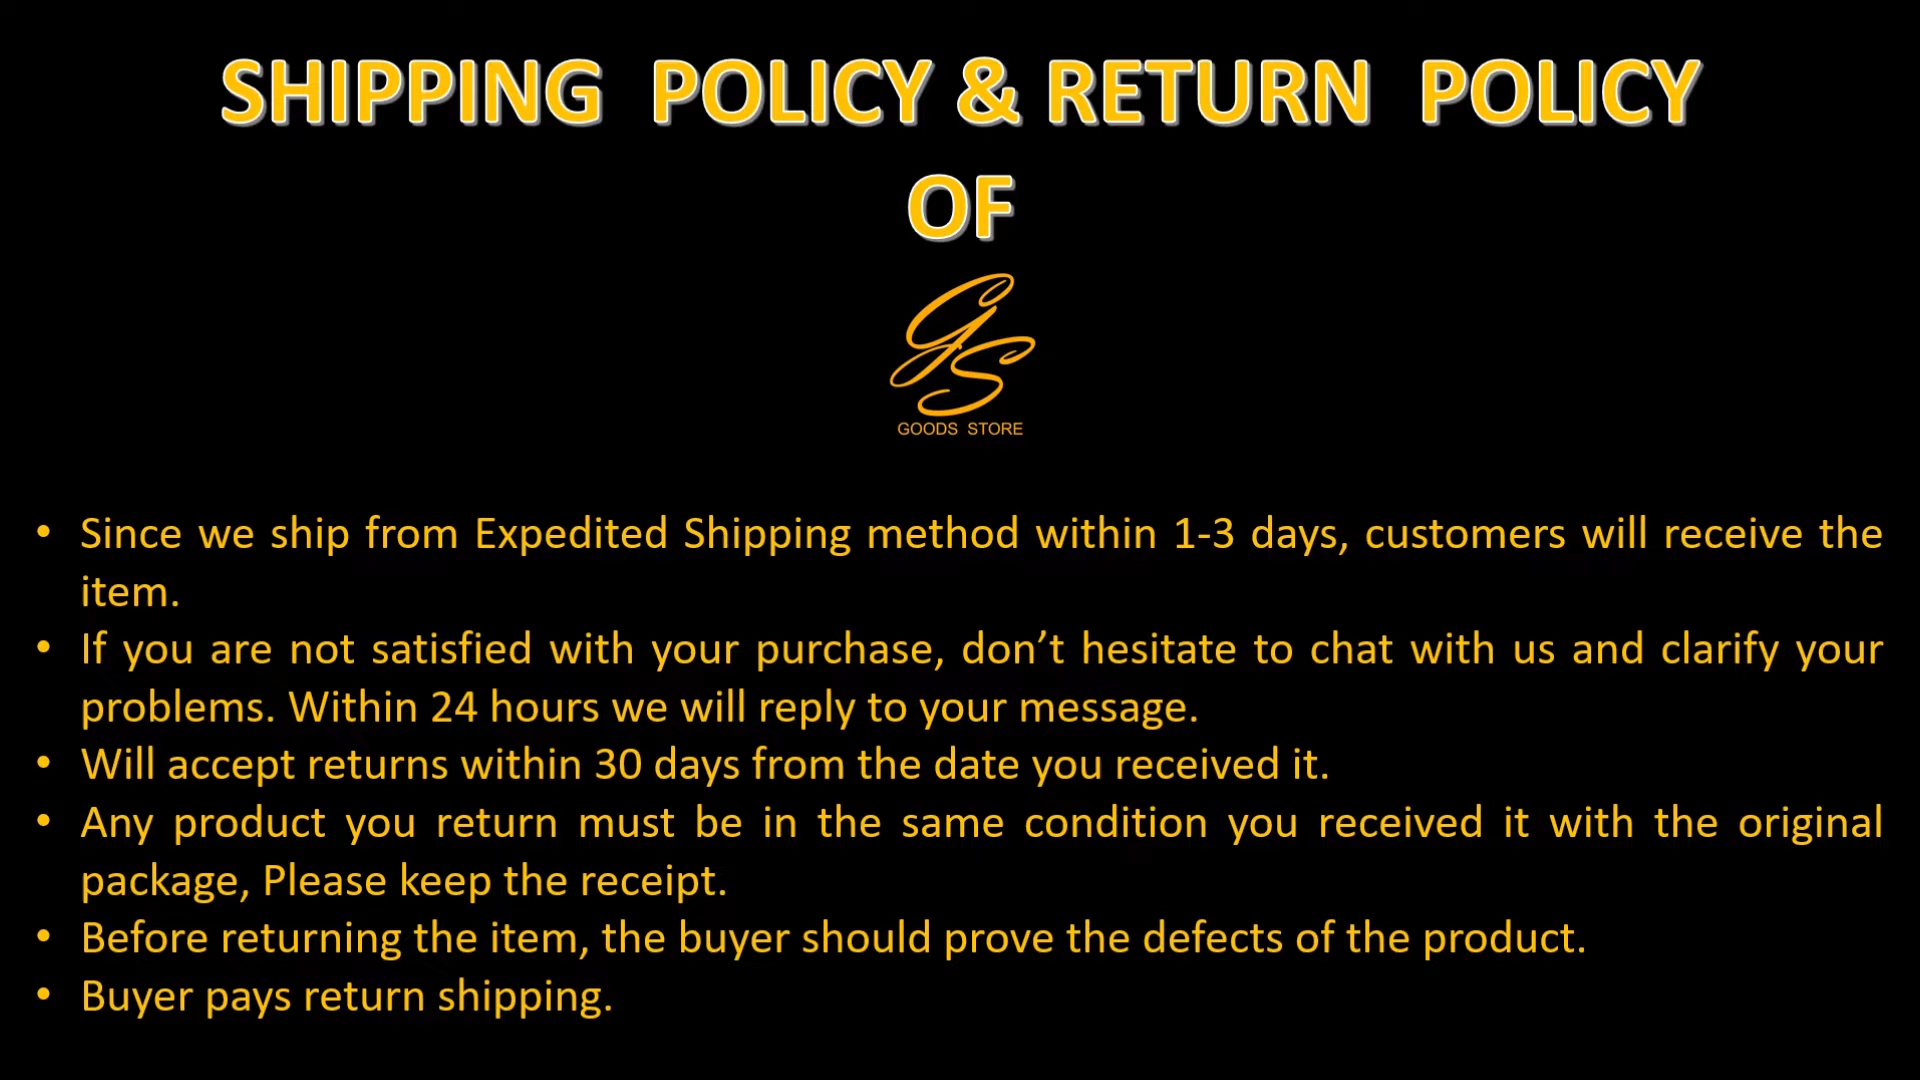 SHIPPING POLICY & RETURN POLICY
OF
GS
GOODS STORE
• Since we ship from Expedited Shipping method within 1-3 days, customers will receive the
item.
• If you are not satisfied with your purchase, don’t hesitate to chat with us and clarify your
problems. Within 24 hours we will reply to your message.
• Will accept returns within 30 days from the date you received it.
• Any product you return must be in the same condition you received it with the original
package, Please keep the receipt.
• Before returning the item, the buyer should prove the defects of the product.
• Buyer pays return shipping.